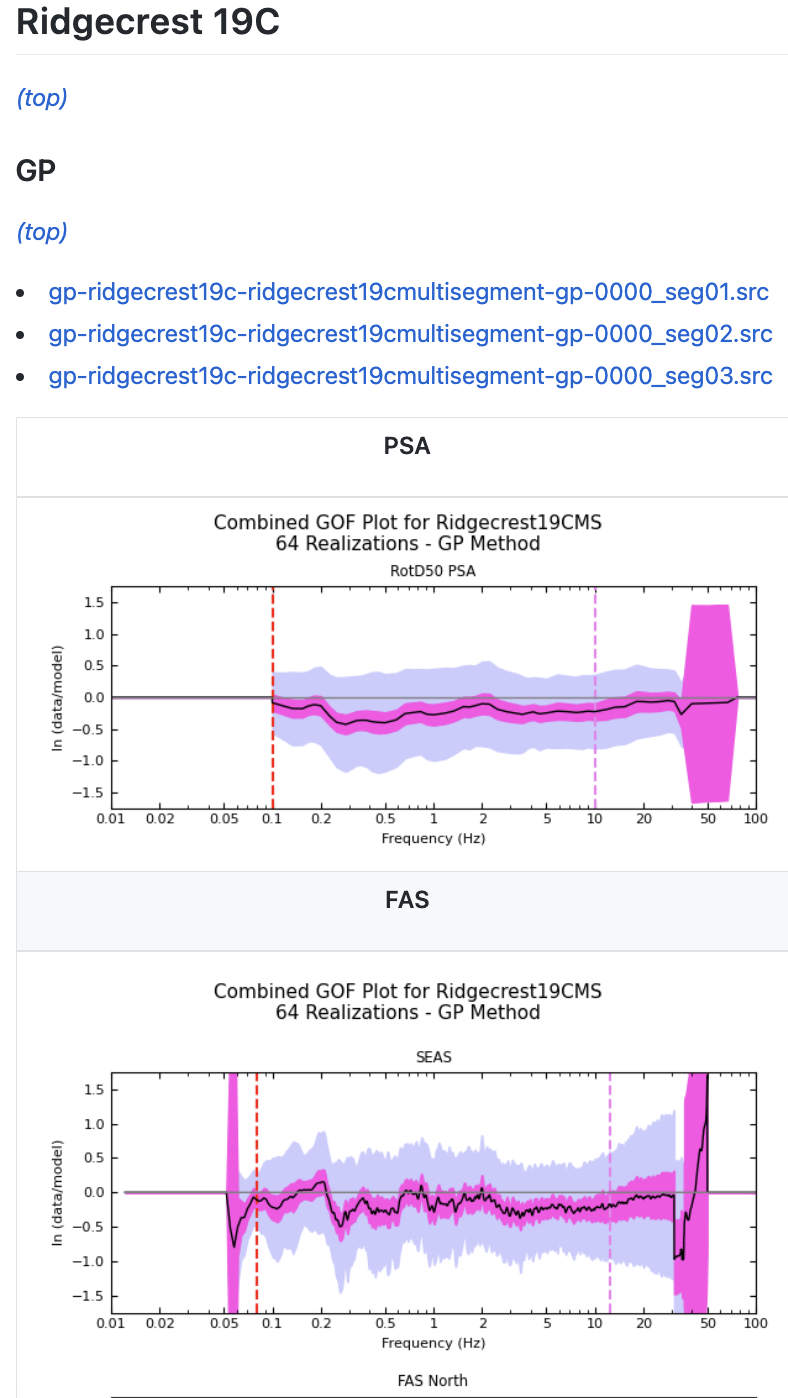 Ridgecrest 19C
(top)
GP
(top)
gp-ridgecrest19c-ridgecrest19cmultisegment-gp-0000_seg01.src
gp-ridgecrest19c-ridgecrest19cmultisegment-gp-0000_seg02.src
gp-ridgecrest19c-ridgecrest19cmultisegment-gp-0000_seg03.src
PSA
Combined GOF Plot for Ridgecrest19CMS
64 Realizations - GP Method
RotD50 PSA
ln (data/model)
1.5
1.0
0.5
0.0
−0.5
−1.0
−1.5
0.01 0.02 0.05 0.1 0.2 0.5 1 2 5 10 20 50 100
Frequency (Hz)
FAS
Combined GOF Plot for Ridgecrest19CMS
64 Realizations - GP Method
SEAS
ln (data/model)
1.5
1.0
0.5
0.0
−0.5
−1.0
−1.5
0.01 0.02 0.05 0.1 0.2 0.5 1 2 5 10 20 50 100
Frequency (Hz)
FAS North